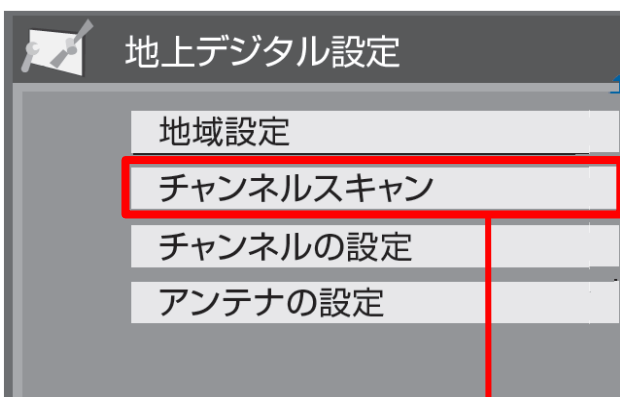 地上デジタル設定
地域設定
チャンネルスキャン
チャンネルの設定
アンテナの設定